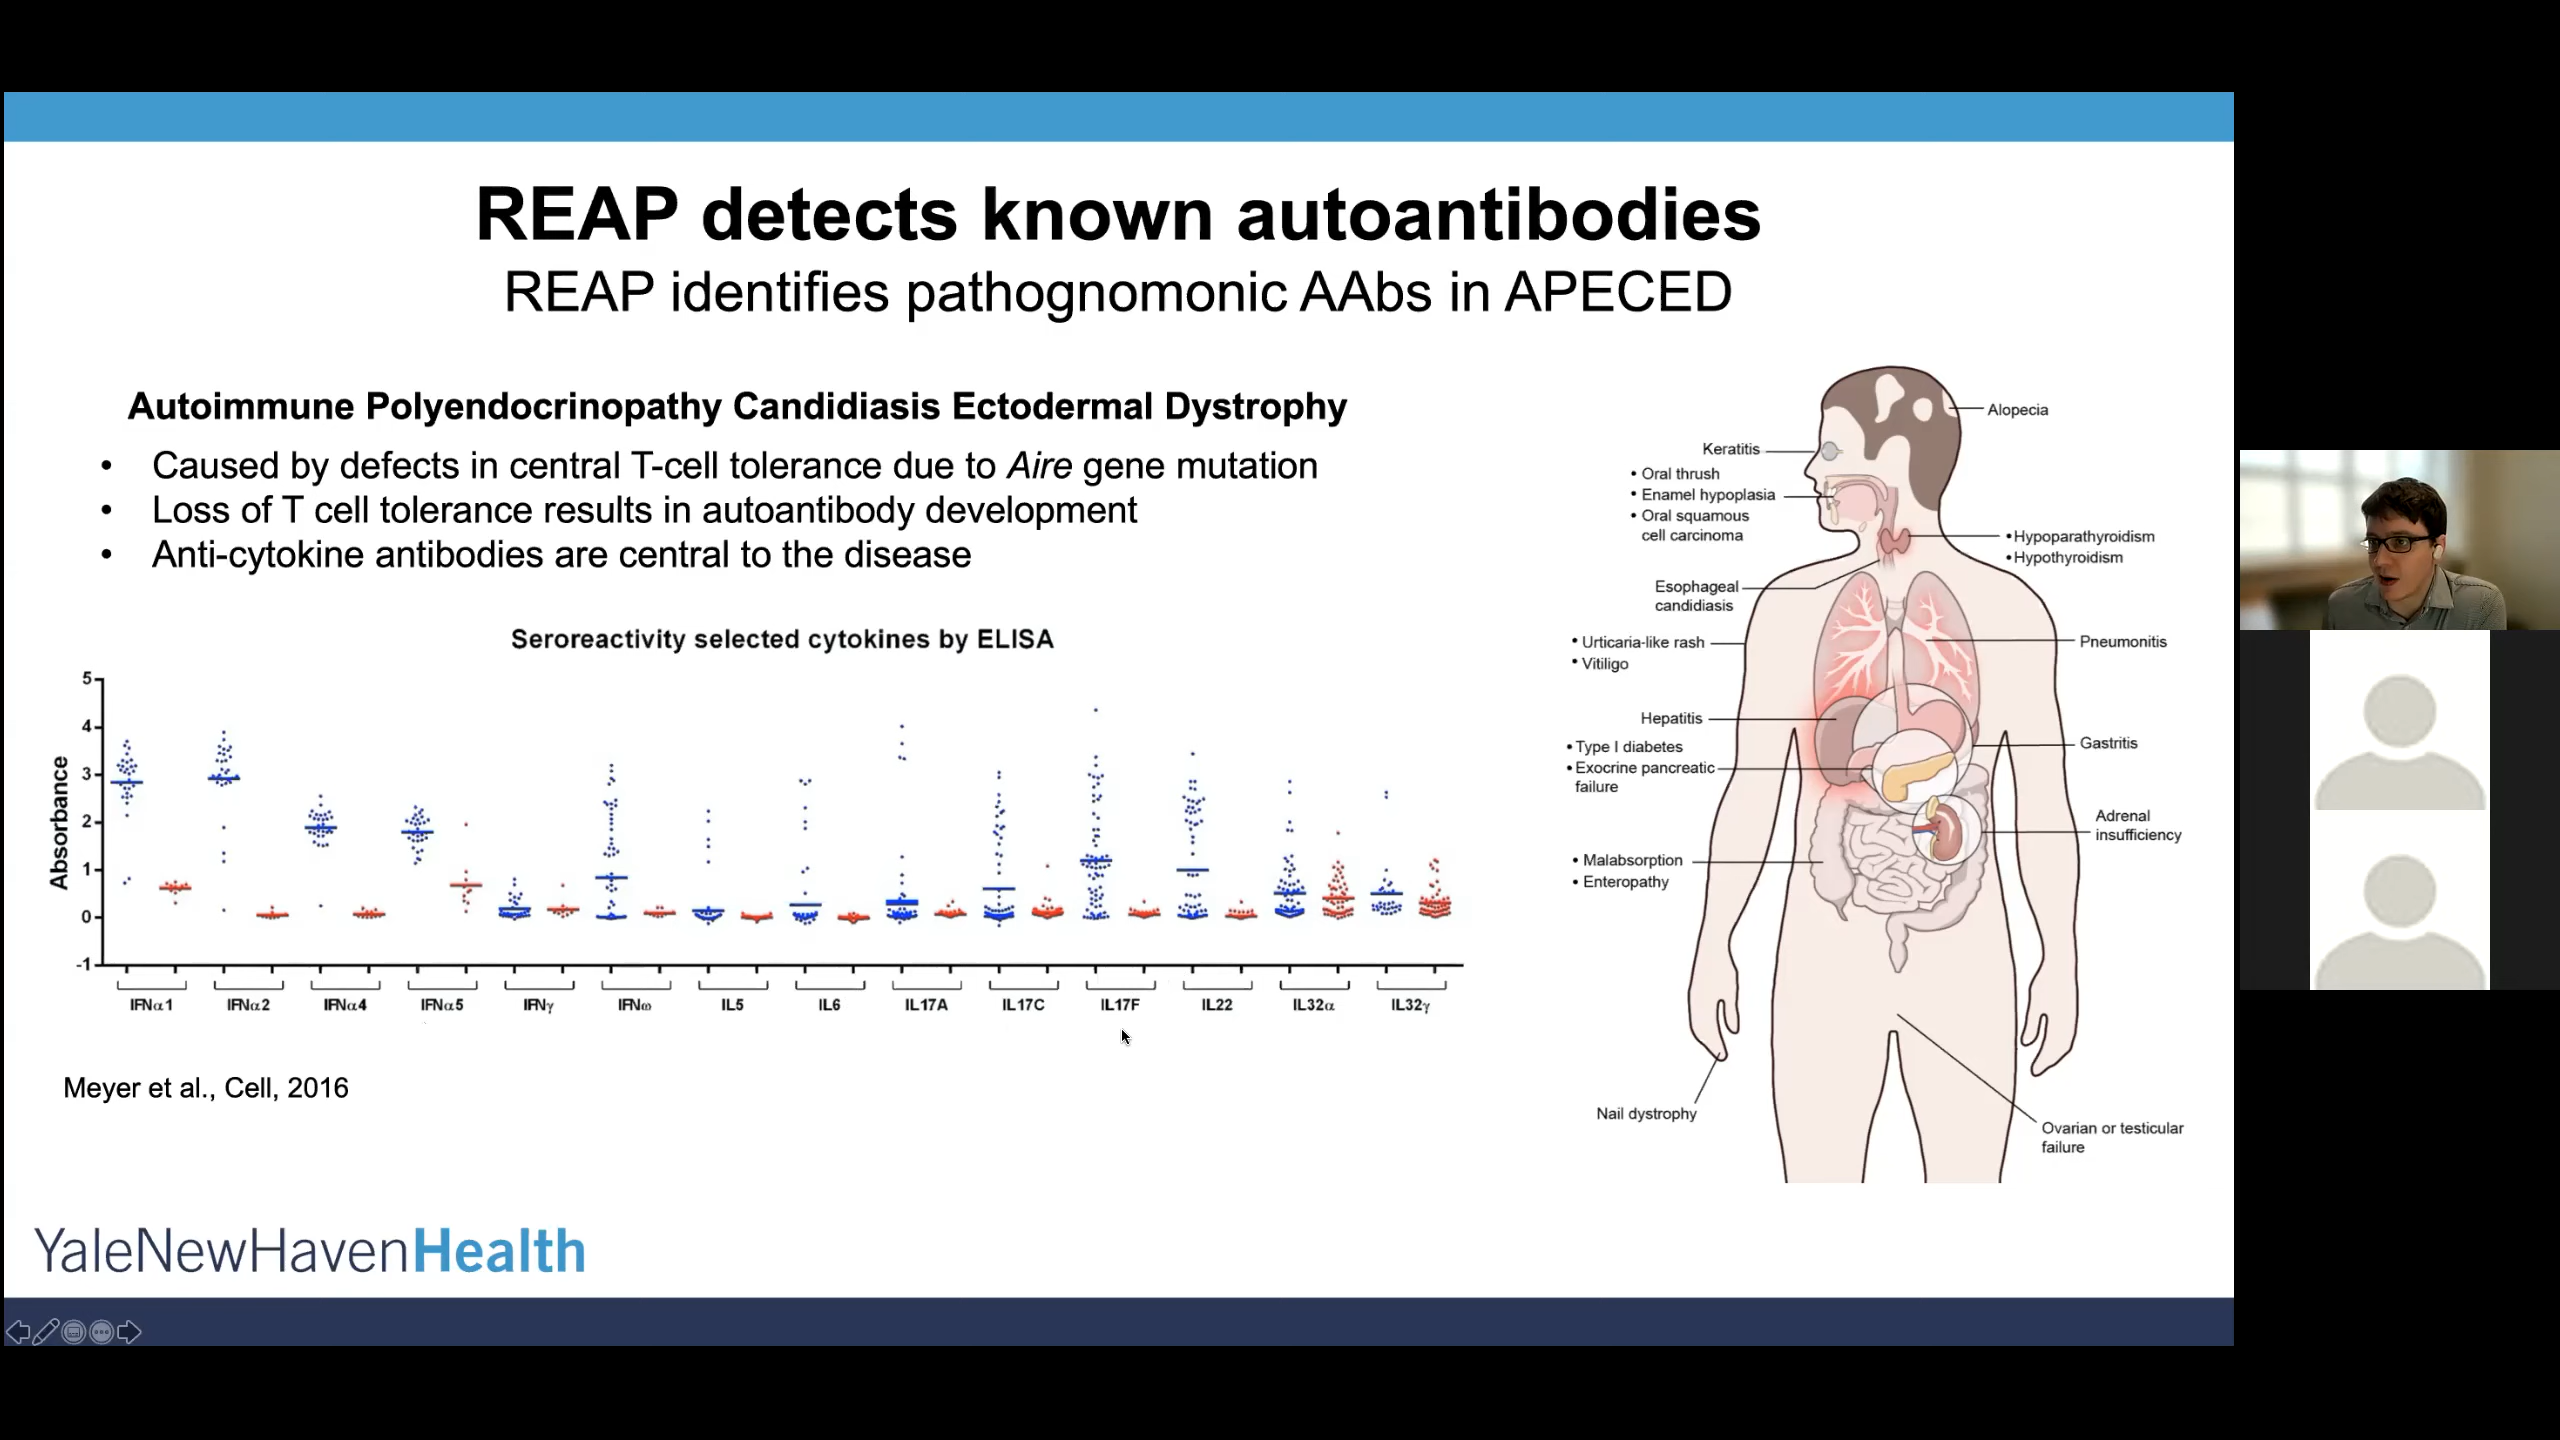 REAP detects known autoantibodies
REAP identifies pathognomonic AAbs in APECED
Autoimmune Polyendocrinopathy Candidiasis Ectodermal Dystrophy
• Caused by defects in central T-cell tolerance due to Aire gene mutation
• Loss of T cell tolerance results in autoantibody development
• Anti-cytokine antibodies are central to the disease
Seroreactivity selected cytokines by ELISA
Absorbance
5
4
3
2
1
0
-1
IFNα1 IFNα2 IFNα4 IFNα5 IFNγ IFNω IL5 IL6 IL17A IL17C IL17F IL22 IL32α IL32γ
Meyer et al., Cell, 2016
Alopecia
Keratitis
• Oral thrush
• Enamel hypoplasia
• Oral squamous
cell carcinoma
• Hypoparathyroidism
• Hypothyroidism
Esophageal
candidiasis
• Urticaria-like rash
• Vitiligo
Pneumonitis
Hepatitis
• Type I diabetes
• Exocrine pancreatic
failure
Gastritis
Adrenal
insufficiency
• Malabsorption
• Enteropathy
Nail dystrophy
Ovarian or testicular
failure
YaleNewHavenHealth